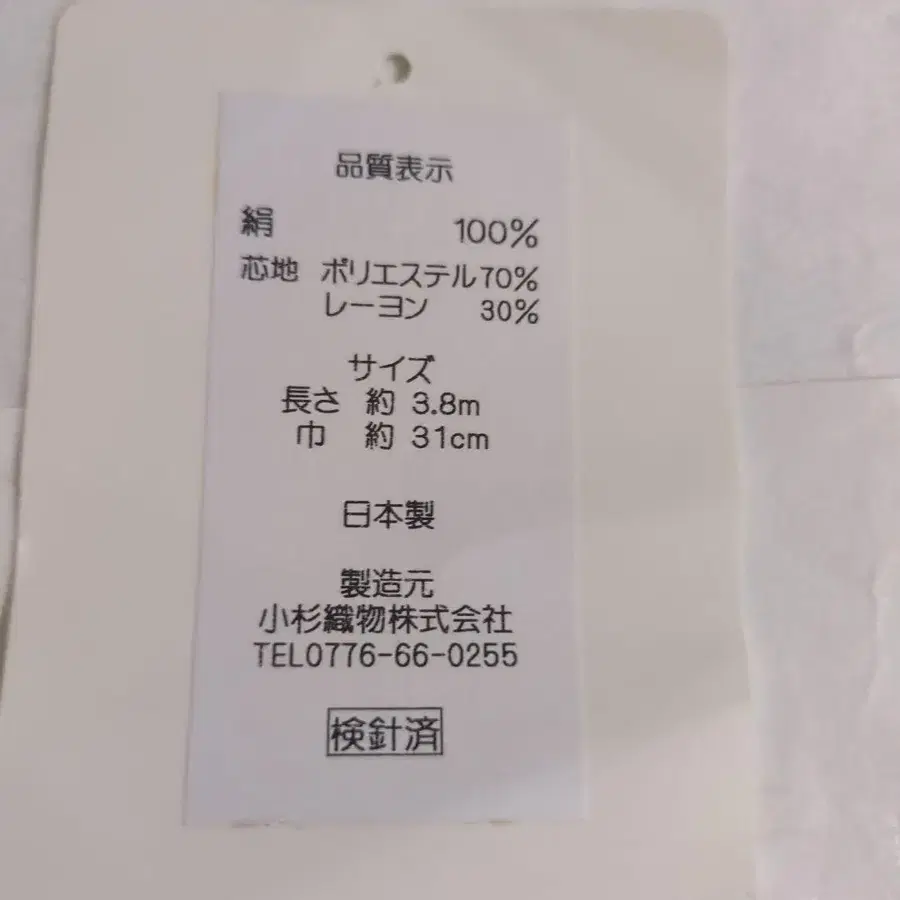 品質表示
絹 100%
芯地 ポリエステル70%
レーヨン 30%
サイズ
長さ 約 3.8m
巾 約 31cm
日本製
製造元
小杉織物株式会社
TEL0776-66-0255
検針済